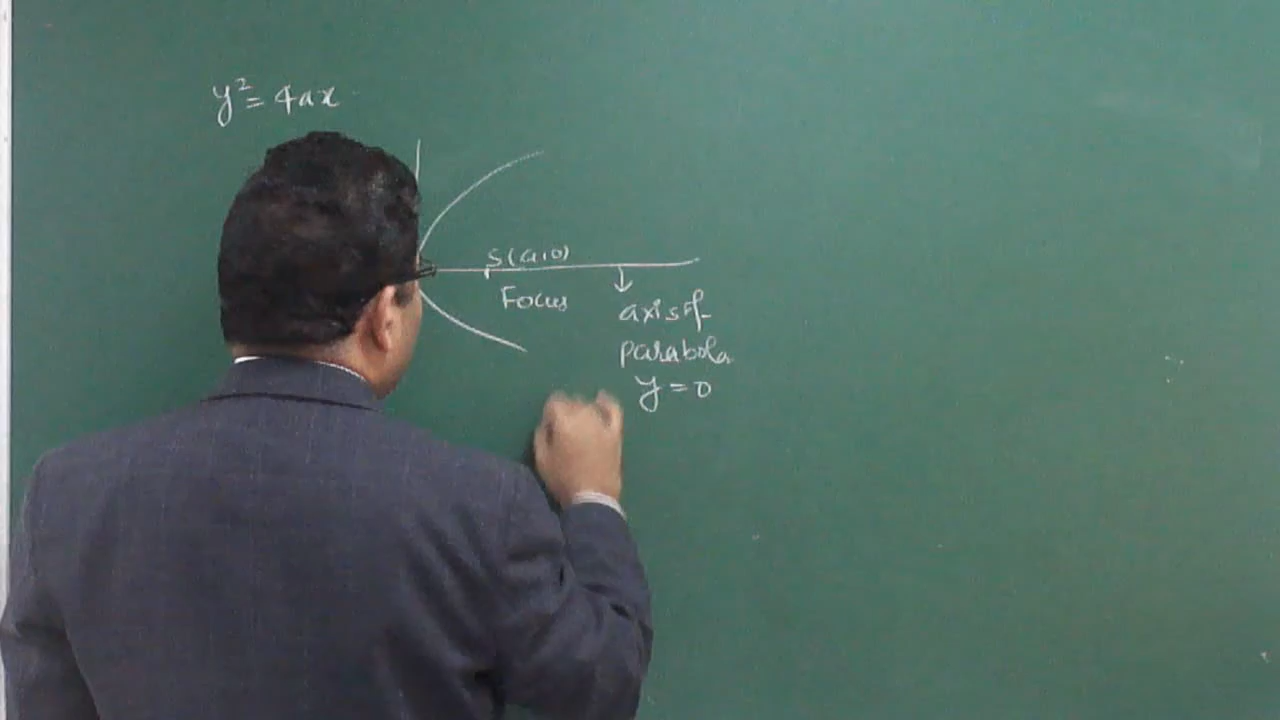 y² = 4ax
S(a,0)
Focus
axis of
parabola
y = 0